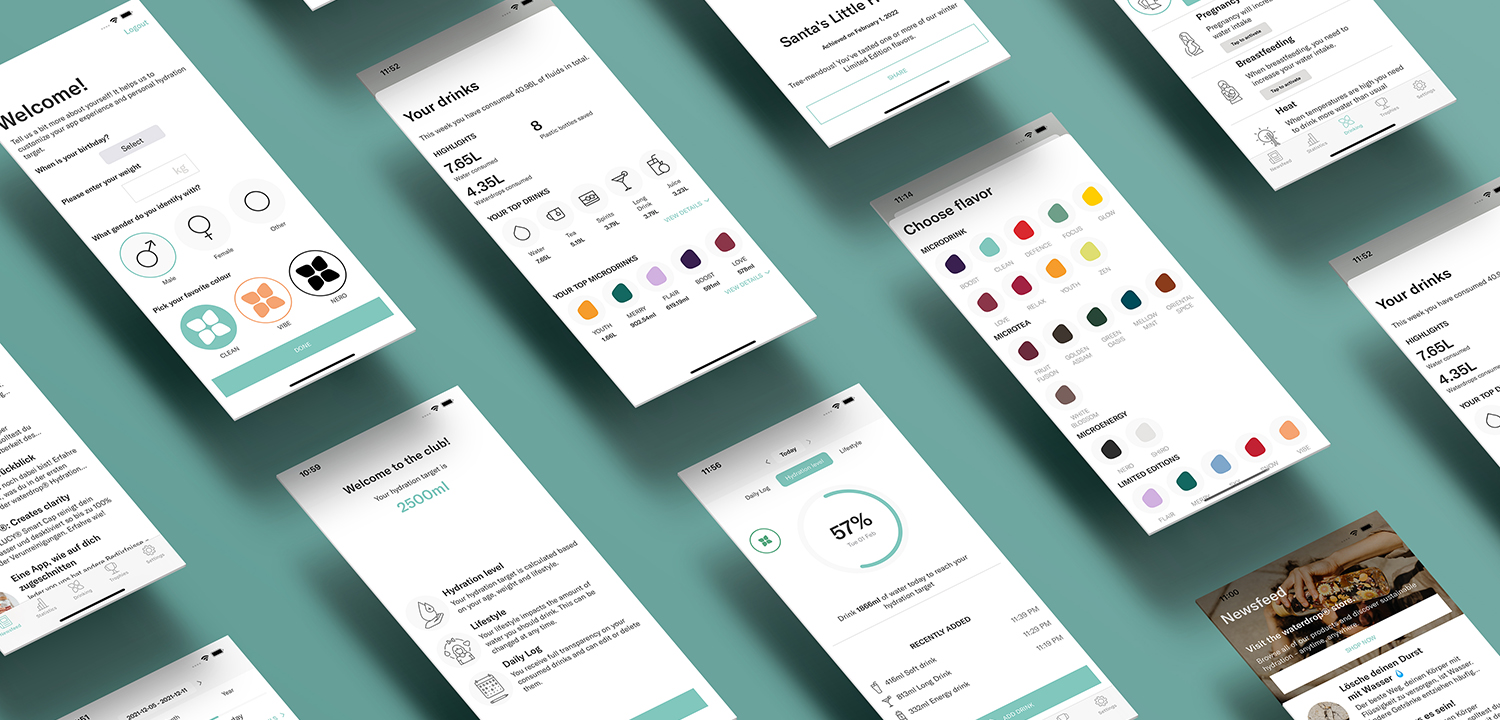 Logout
Welcome!
Tell us a bit more about yourself! It helps us to
customize your app experience and personal hydration
target.
When is your birthday?
Select
Please enter your weight
kg
What gender do you identify with?
Male
Female
Other
Pick your favorite colour
CLEAN
VIBE
NERO
DONE
11:52
Your drinks
This week you have consumed 40.96L of fluids in total.
HIGHLIGHTS
7.65L
Water consumed
8
Plastic bottles saved
4.35L
Waterdrops consumed
YOUR TOP DRINKS
Water
7.65L
Tea
5.19L
Spirits
3.79L
Long
Drink
3.79L
Juice
3.23L
VIEW DETAILS
YOUR TOP MICRODRINKS
YOUTH
1.66L
MERRY
902.54ml
FLAIR
619.19ml
BOOST
591ml
LOVE
578ml
VIEW DETAILS
Santa's Little
Achieved on February 1, 2022
Tree-mendous! You've tasted one or more of our winter
Limited Edition flavors.
SHARE
Pregnancy
Pregnancy will
water intake
Tap to activate
Breastfeeding
When breastfeeding, you need to
increase your water intake.
Tap to activate
Heat
When temperatures are high you need
to drink more water than usual
Newsfeed
Statistics
Drinking
Trophies
Settings
11:14
Choose flavor
MICRODRINK
BOOST
CLEAN
DEFENCE
FOCUS
GLOW
LOVE
RELAX
YOUTH
ZEN
MICROTEA
FRUIT
FUSION
GOLDEN
ASSAM
GREEN
OASIS
MELLOW
MINT
ORIENTAL
SPICE
WHITE
BLOSSOM
MICROENERGY
NERO
SHIRO
LIMITED EDITIONS
FLAIR
MERRY
SNOW
VIBE
11:52
Your drinks
This week you have consumed 40.9
HIGHLIGHTS
7.65L
Water consumed
4.35L
Waterdrops consumed
YOUR TOP D
ückblick
noch dabei bist! Erfahre
, was du in der ersten
der waterdrop® Hydration...
®: Creates clarity
LUCY® Smart Cap reinigt dein
asser und deaktiviert so bis zu 100%
der Verunreinigungen. Erfahre wie!
Eine App, wie auf dich
zugeschnitten
Newsfeed
Statistics
Drinking
Trophies
Settings
10:59
Welcome to the club!
Your hydration target is
2500ml
Hydration level
Your hydration target is calculated based
on your age, weight and lifestyle.
Lifestyle
Your lifestyle impacts the amount of
water you should drink. This can be
changed at any time.
Daily Log
You receive full transparency on your
consumed drinks and can edit or delete
them.
11:56
Today
Daily Log
Hydration level
Lifestyle
57%
Tue 01 Feb
Drink 1866ml of water today to reach your
hydration target
RECENTLY ADDED
416ml Soft drink
11:39 PM
813ml Long Drink
11:29 PM
332ml Energy drink
11:19 PM
ADD DRINK
Settings
2021-12-05 - 2021-12-11
Year
11:00
Newsfeed
Visit the waterdrop® store.
Browse all of our products and discover sustainable
hydration – anytime, anywhere
SHOP NOW
Lösche deinen Durst
mit Wasser
Der beste Weg, deinen Körper mit
Flüssigkeit zu versorgen, ist Wasser.